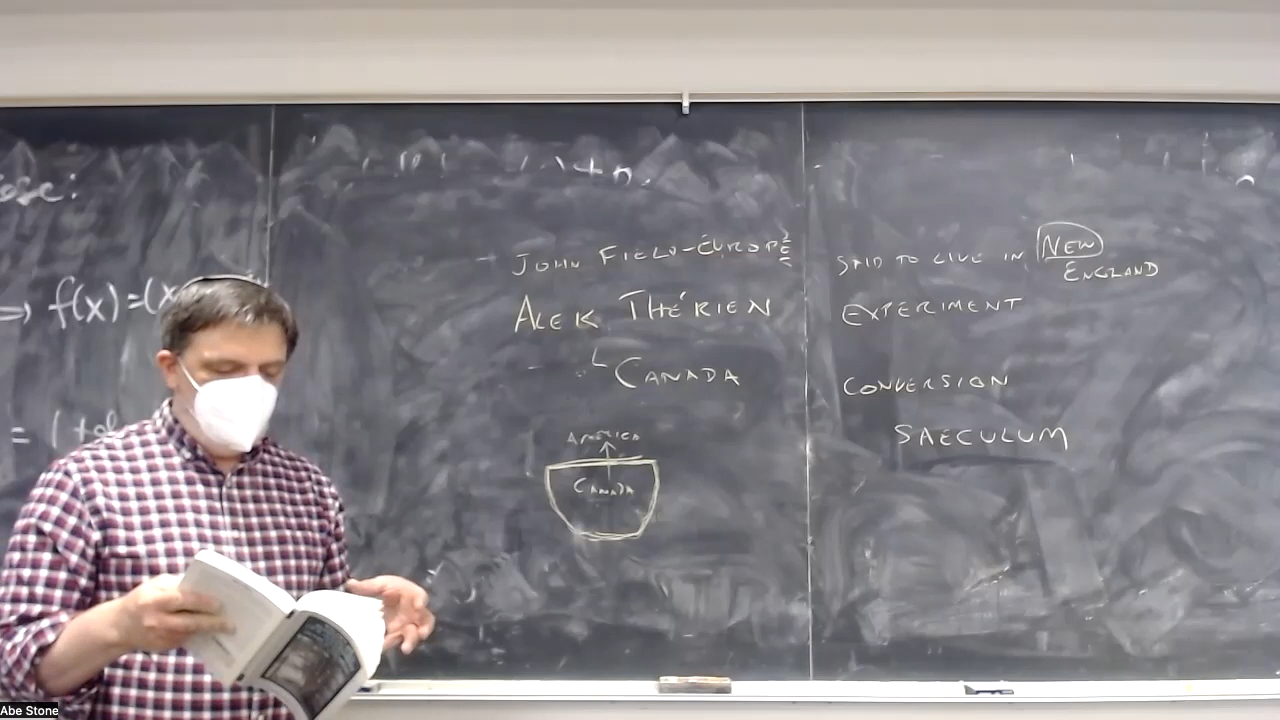 f(x)=(x
= 1+
JOHN FIELD-EUROPE
ALEK THÉRIEN
CANADA
AMERICA
CANADA
SAID TO LIVE IN NEW
ENGLAND
EXPERIMENT
CONVERSION
SAECULUM
Abe Stone